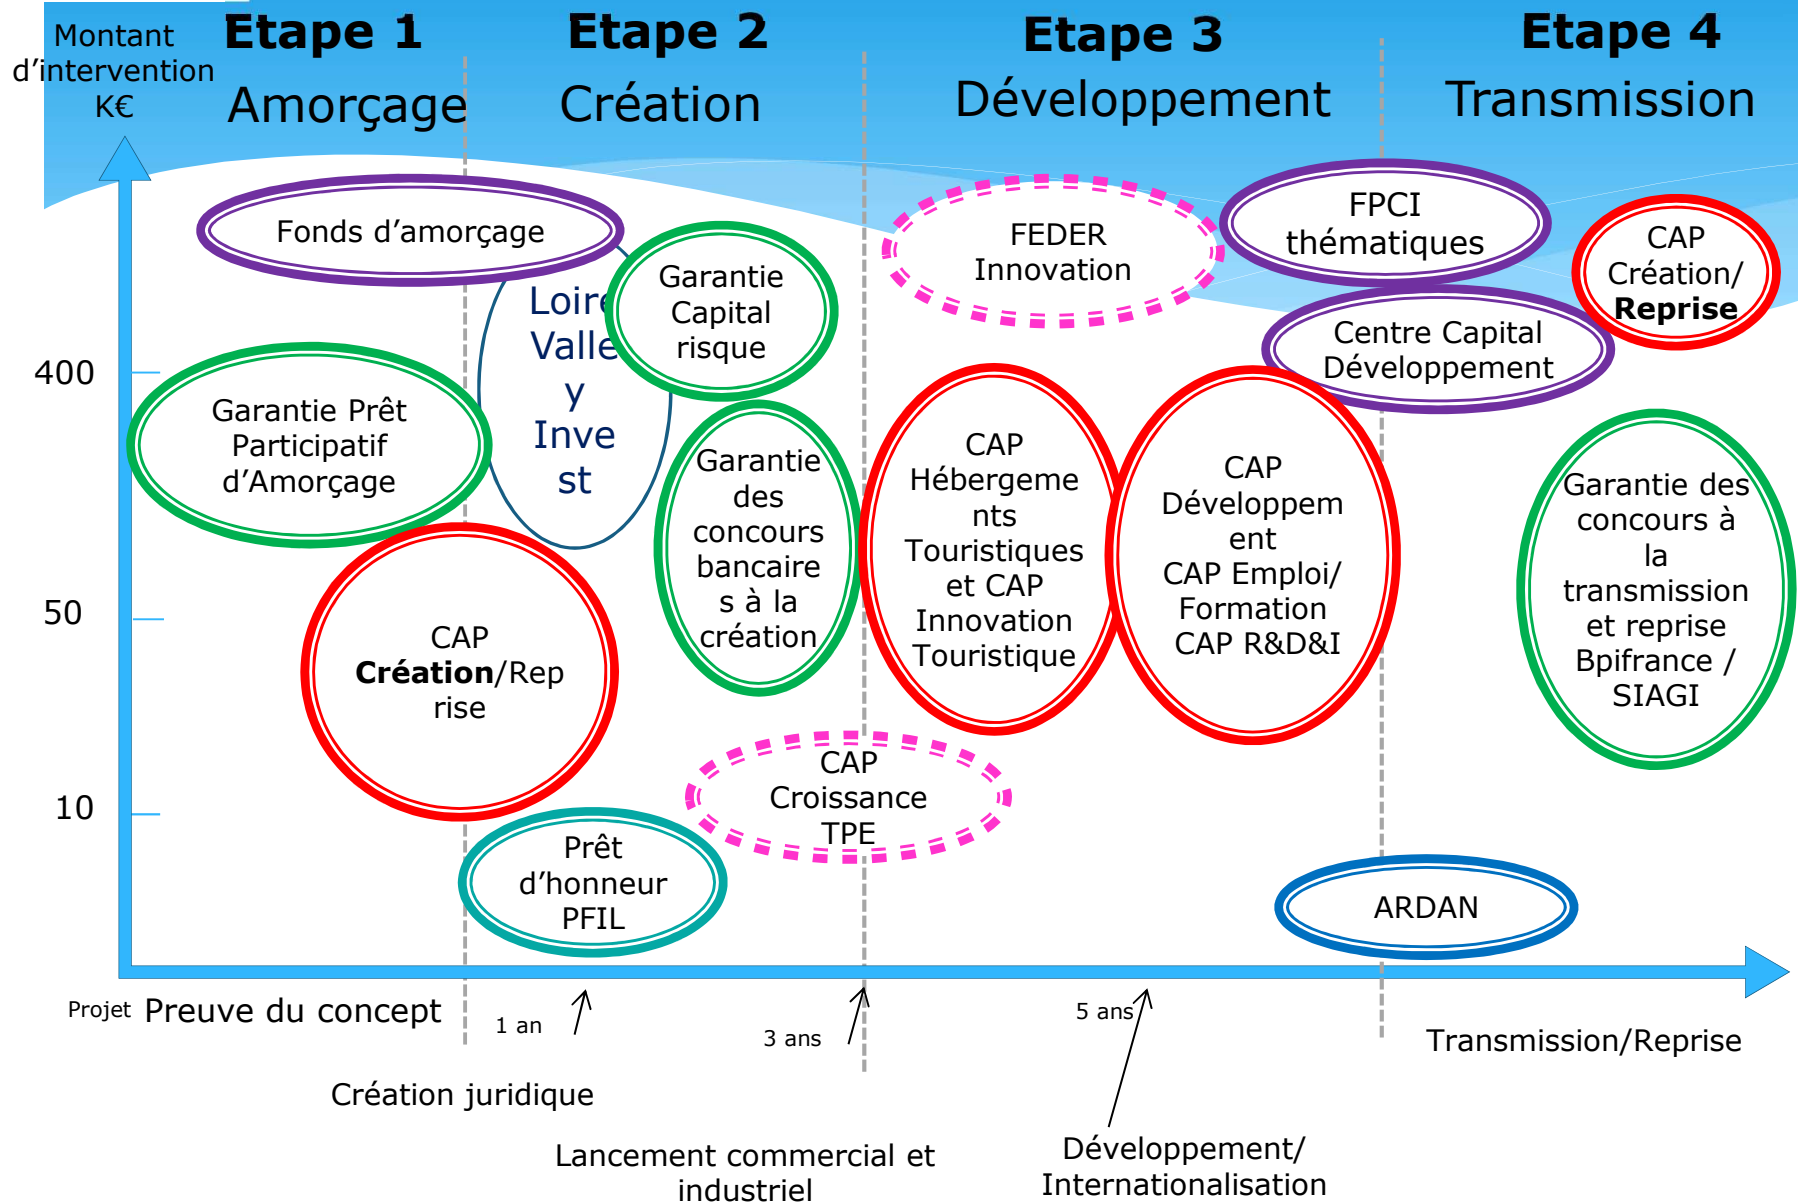 Montant
d’intervention
K€
Etape 1
Amorçage
Etape 2
Création
Etape 3
Développement
Etape 4
Transmission
Fonds d’amorçage
Loire
Valle
y
Inve
st
Garantie
Capital
risque
FEDER
Innovation
FPCI
thématiques
CAP
Création/
Reprise
Centre Capital
Développement
400
50
10
Garantie Prêt
Participatif
d’Amorçage
Garantie
des
concours
bancaire
s à la
création
CAP
Hébergeme
nts
Touristiques
et CAP
Innovation
Touristique
CAP
Développem
ent
CAP Emploi/
Formation
CAP R&D&I
Garantie des
concours à
la
transmission
et reprise
Bpifrance /
SIAGI
CAP
Création/Rep
rise
CAP
Croissance
TPE
Prêt
d’honneur
PFIL
ARDAN
Projet
Preuve du concept
1 an
3 ans
5 ans
Transmission/Reprise
Création juridique
Lancement commercial et
industriel
Développement/
Internationalisation